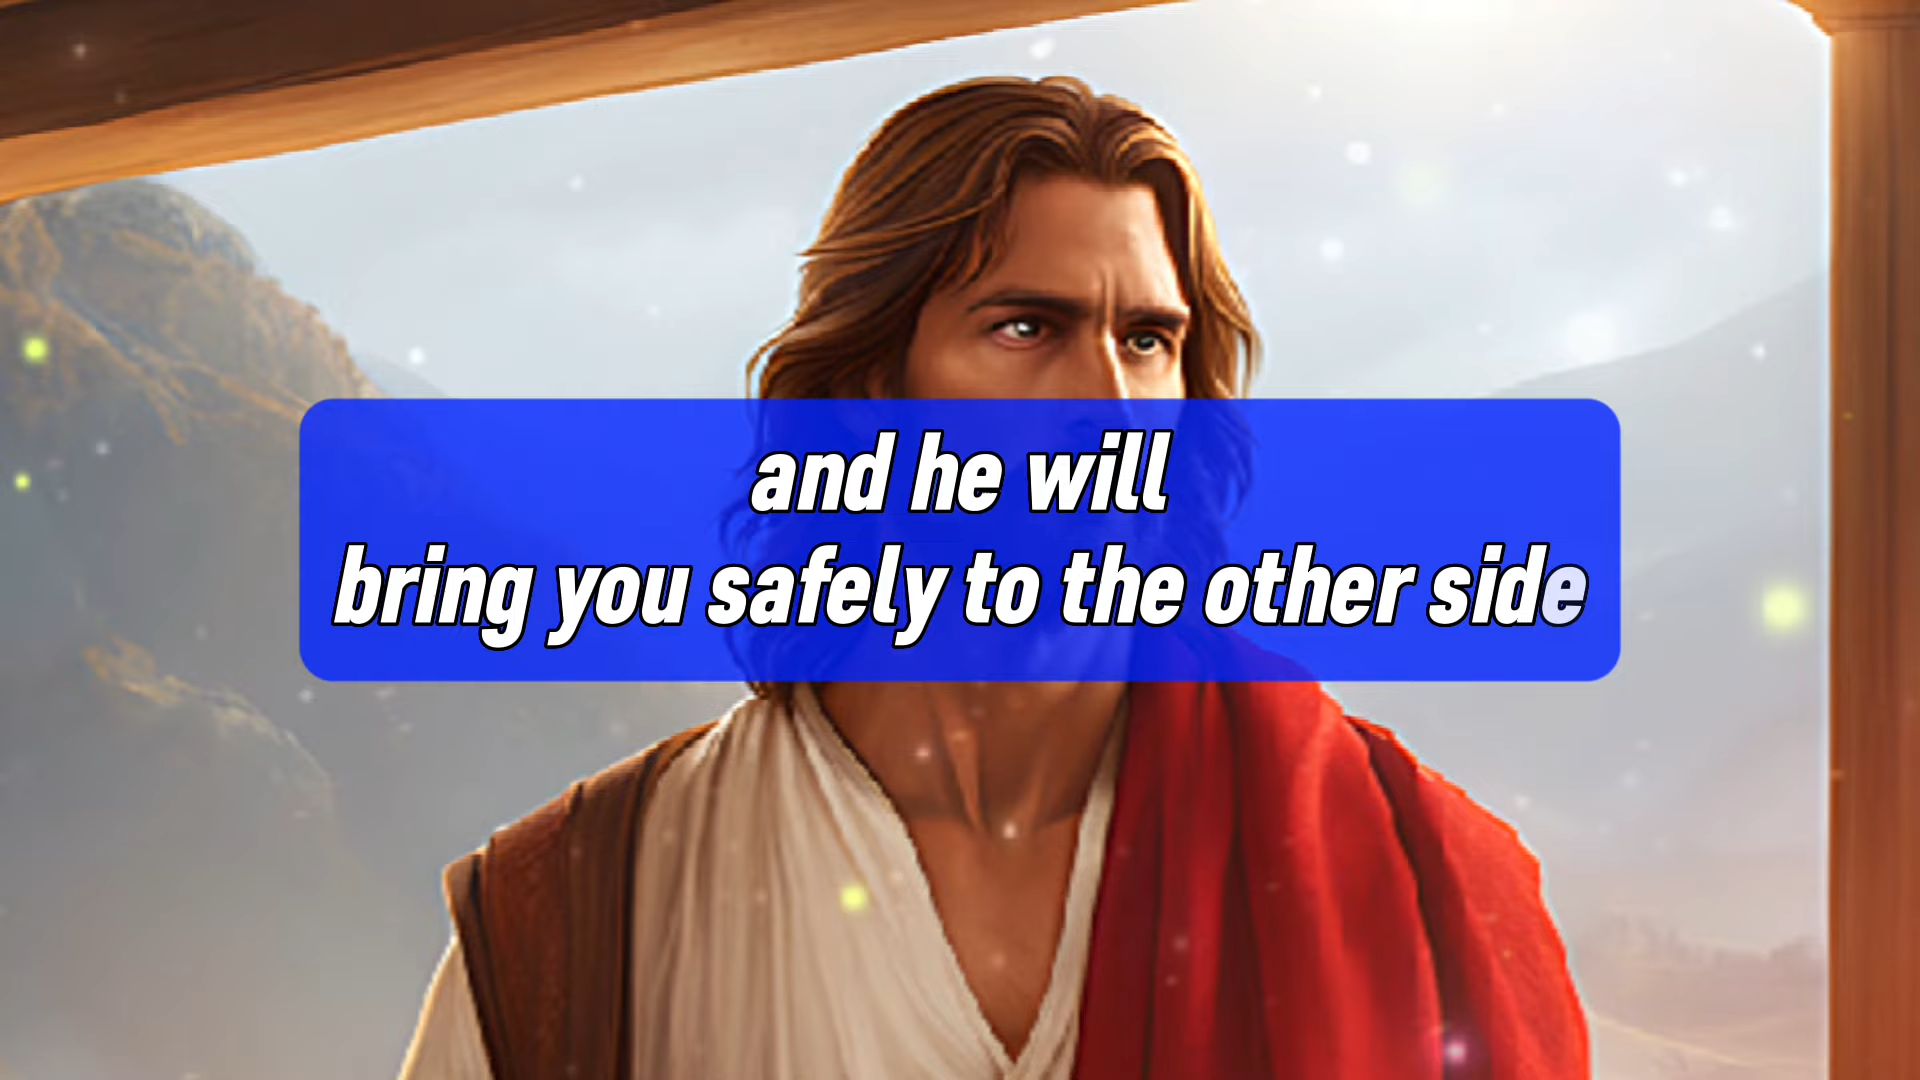 and he will
bring you safely to the other side